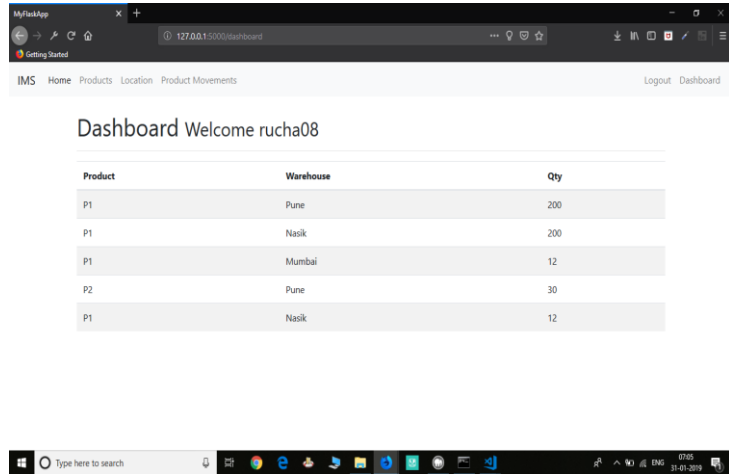 MyFlaskApp
127.0.0.1:5000/dashboard
Getting Started
IMS Home Products Location Product Movements Logout Dashboard
Dashboard Welcome rucha08
Product Warehouse Qty
P1 Pune 200
P1 Nasik 200
P1 Mumbai 12
P2 Pune 30
P1 Nasik 12
Type here to search ENG 07:05
31-01-2019